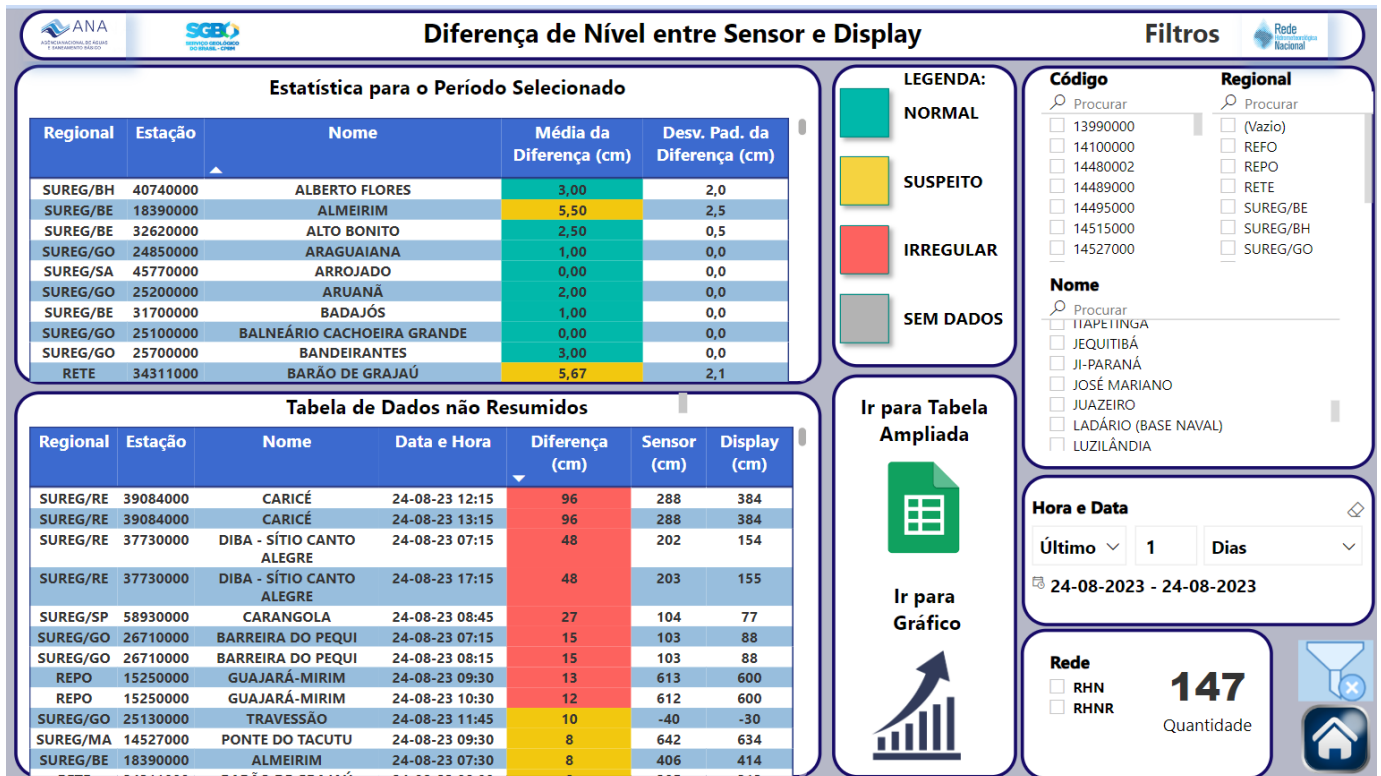 ANA
AGÊNCIA NACIONAL DE ÁGUAS
E SANEAMENTO BÁSICO
SGB
SERVIÇO GEOLÓGICO
DO BRASIL - CPRM
Diferença de Nível entre Sensor e Display
Filtros
Rede
Hidrometeorológica
Nacional
Estatística para o Período Selecionado
Regional Estação Nome Média da Diferença (cm) Desv. Pad. da Diferença (cm)
SUREG/BH 40740000 ALBERTO FLORES 3,00 2,0
SUREG/BE 18390000 ALMEIRIM 5,50 2,5
SUREG/BE 32620000 ALTO BONITO 2,50 0,5
SUREG/GO 24850000 ARAGUAIANA 1,00 0,0
SUREG/SA 45770000 ARROJADO 0,00 0,0
SUREG/GO 25200000 ARUANÃ 2,00 0,0
SUREG/BE 31700000 BADAJÓS 1,00 0,0
SUREG/GO 25100000 BALNEÁRIO CACHOEIRA GRANDE 0,00 0,0
SUREG/GO 25700000 BANDEIRANTES 3,00 0,0
RETE 34311000 BARÃO DE GRAJAÚ 5,67 2,1
LEGENDA:
NORMAL
SUSPEITO
IRREGULAR
SEM DADOS
Código
Procurar
13990000
14100000
14480002
14489000
14495000
14515000
14527000
Regional
Procurar
(Vazio)
REFO
REPO
RETE
SUREG/BE
SUREG/BH
SUREG/GO
Nome
Procurar
ITAPETINGA
JEQUITIBÁ
JI-PARANÁ
JOSÉ MARIANO
JUAZEIRO
LADÁRIO (BASE NAVAL)
LUZILÂNDIA
Tabela de Dados não Resumidos
Regional Estação Nome Data e Hora Diferença (cm) Sensor (cm) Display (cm)
SUREG/RE 39084000 CARICÉ 24-08-23 12:15 96 288 384
SUREG/RE 39084000 CARICÉ 24-08-23 13:15 96 288 384
SUREG/RE 37730000 DIBA - SÍTIO CANTO ALEGRE 24-08-23 07:15 48 202 154
SUREG/RE 37730000 DIBA - SÍTIO CANTO ALEGRE 24-08-23 17:15 48 203 155
SUREG/SP 58930000 CARANGOLA 24-08-23 08:45 27 104 77
SUREG/GO 26710000 BARREIRA DO PEQUI 24-08-23 07:15 15 103 88
SUREG/GO 26710000 BARREIRA DO PEQUI 24-08-23 08:15 15 103 88
REPO 15250000 GUAJARÁ-MIRIM 24-08-23 09:30 13 613 600
REPO 15250000 GUAJARÁ-MIRIM 24-08-23 10:30 12 612 600
SUREG/GO 25130000 TRAVESSÃO 24-08-23 11:45 10 -40 -30
SUREG/MA 14527000 PONTE DO TACUTU 24-08-23 09:30 8 642 634
SUREG/BE 18390000 ALMEIRIM 24-08-23 07:30 8 406 414
Ir para Tabela
Ampliada
Ir para
Gráfico
Hora e Data
Último 1 Dias
24-08-2023 - 24-08-2023
Rede
RHN
RHNR
147
Quantidade